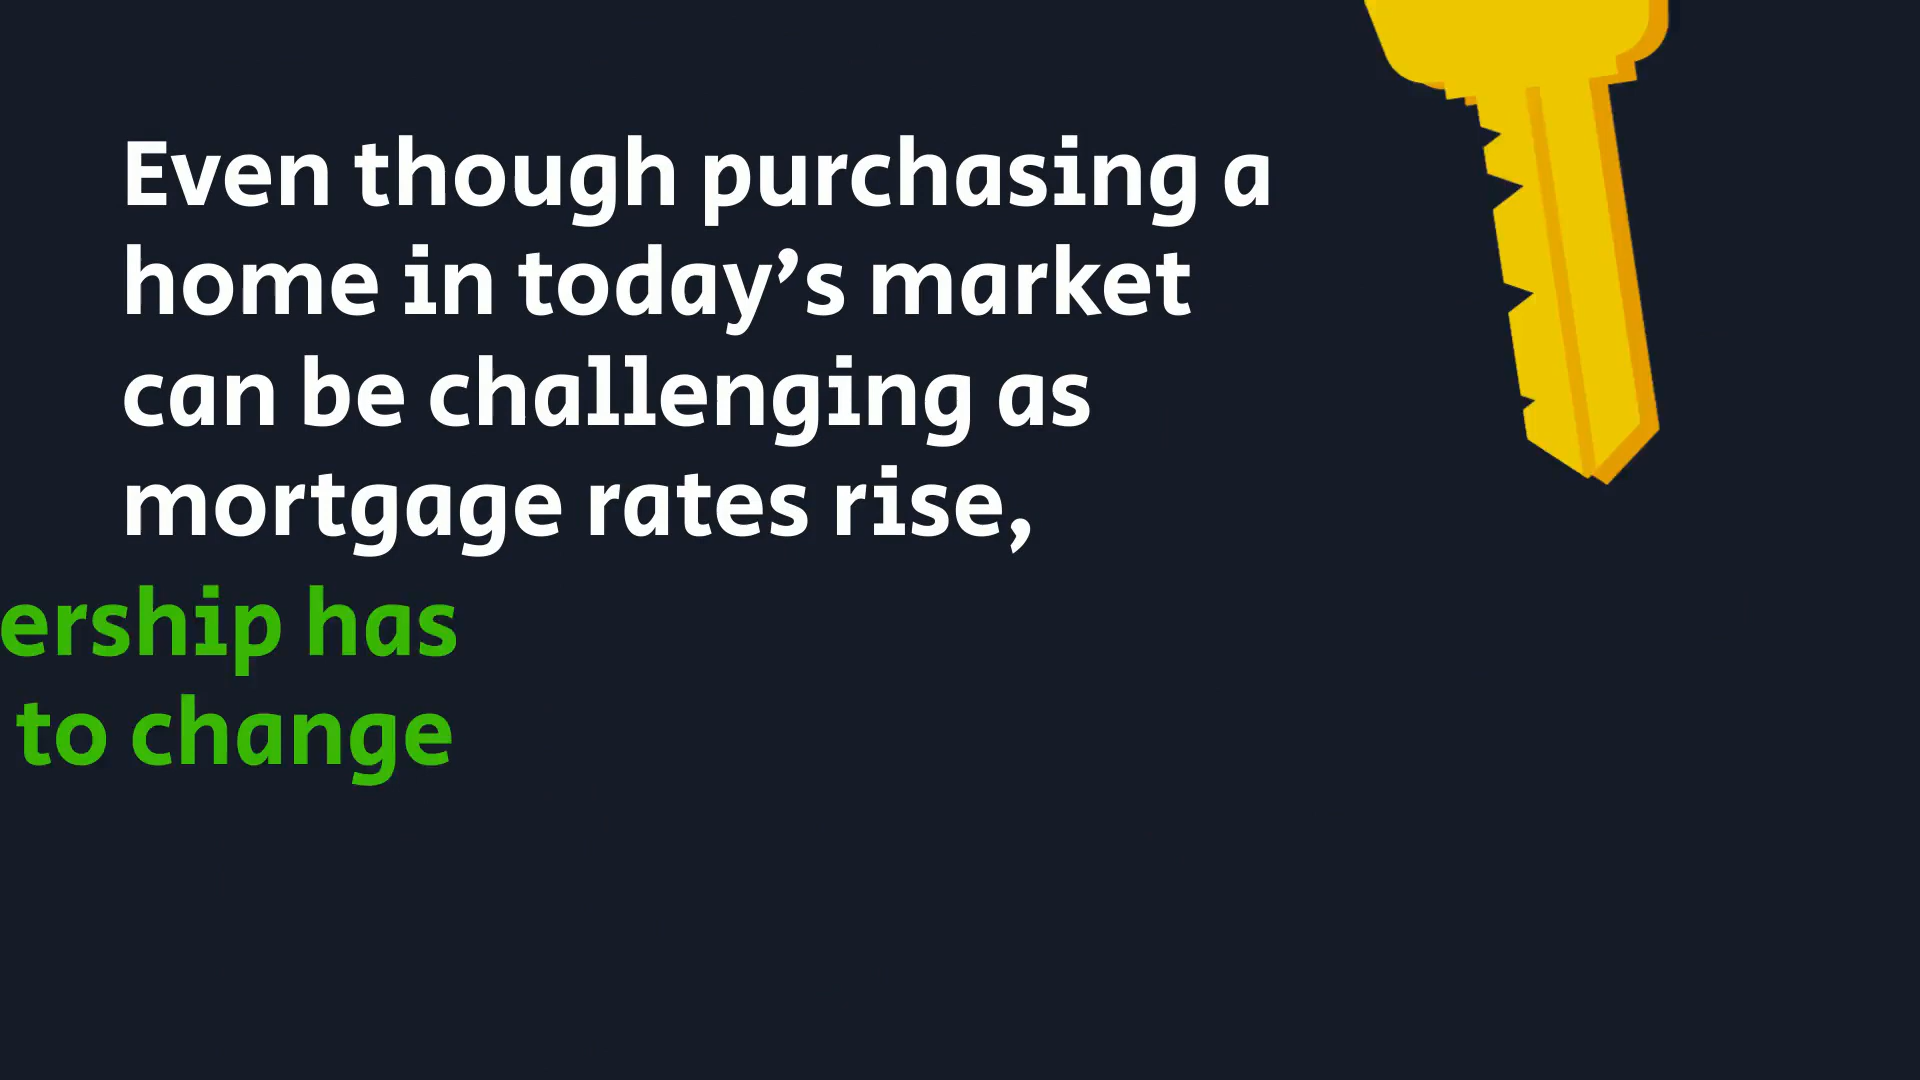 Even though purchasing a
home in today’s market
can be challenging as
mortgage rates rise,
ership has
to change